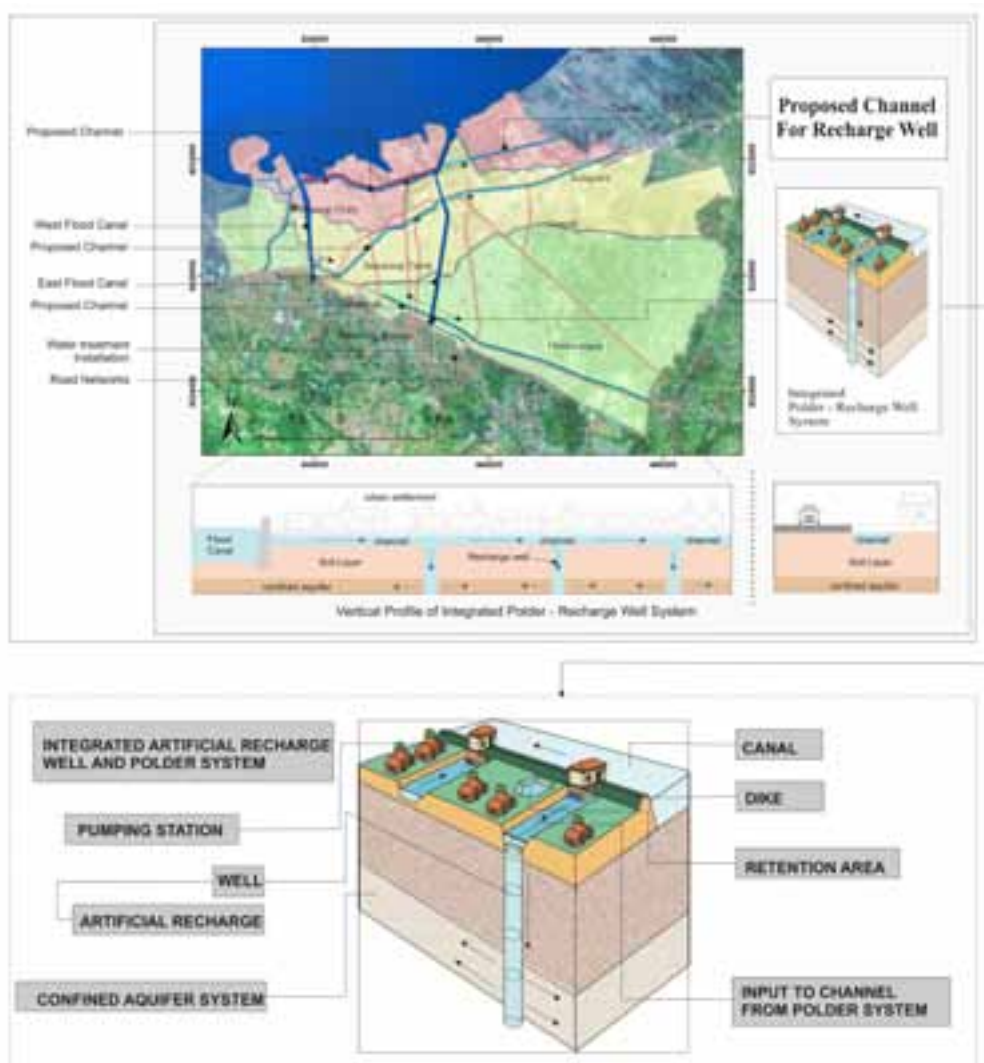 Proposed Channel
For Recharge Well
Proposed Channel
West Flood Canal
Proposed Channel
East Flood Canal
Proposed Channel
Water treatment
Installation
Road Networks
Integrated
Polder - Recharge Well
System
urban settlement
Flood
Canal
channel
channel
channel
Soil Layer
Recharge well
confined aquifer
channel
Soil Layer
confined aquifer
Vertical Profile of Integrated Polder - Recharge Well System
INTEGRATED ARTIFICIAL RECHARGE
WELL AND POLDER SYSTEM
CANAL
DIKE
PUMPING STATION
RETENTION AREA
WELL
ARTIFICIAL RECHARGE
CONFINED AQUIFER SYSTEM
INPUT TO CHANNEL
FROM POLDER SYSTEM